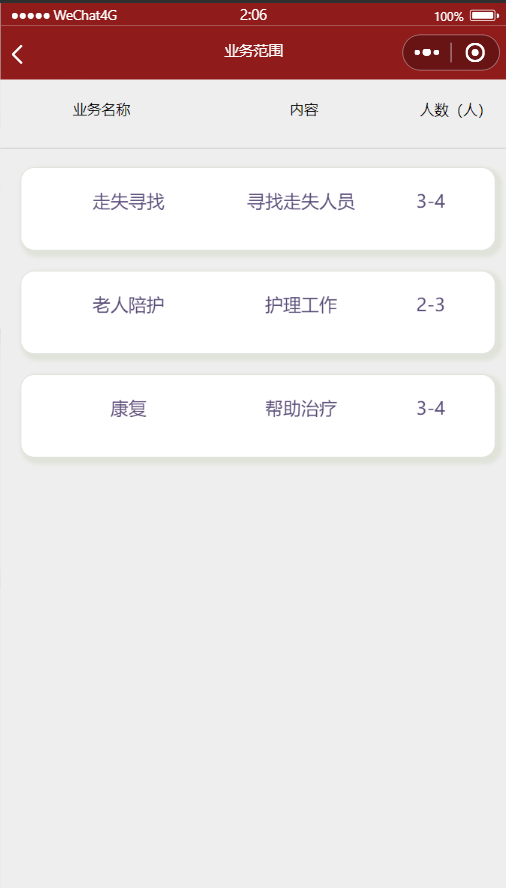 WeChat4G 2:06 100%
业务范围
业务名称 内容 人数（人）
走失寻找 寻找走失人员 3-4
老人陪护 护理工作 2-3
康复 帮助治疗 3-4